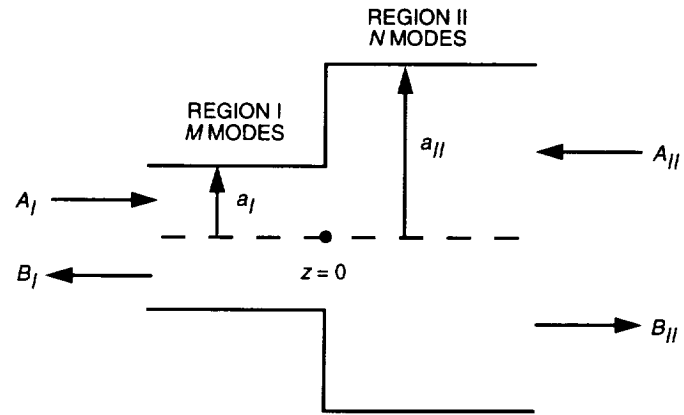 REGION II
N MODES
REGION I
M MODES
a_II
A_II
A_I
a_I
B_I
z = 0
B_II